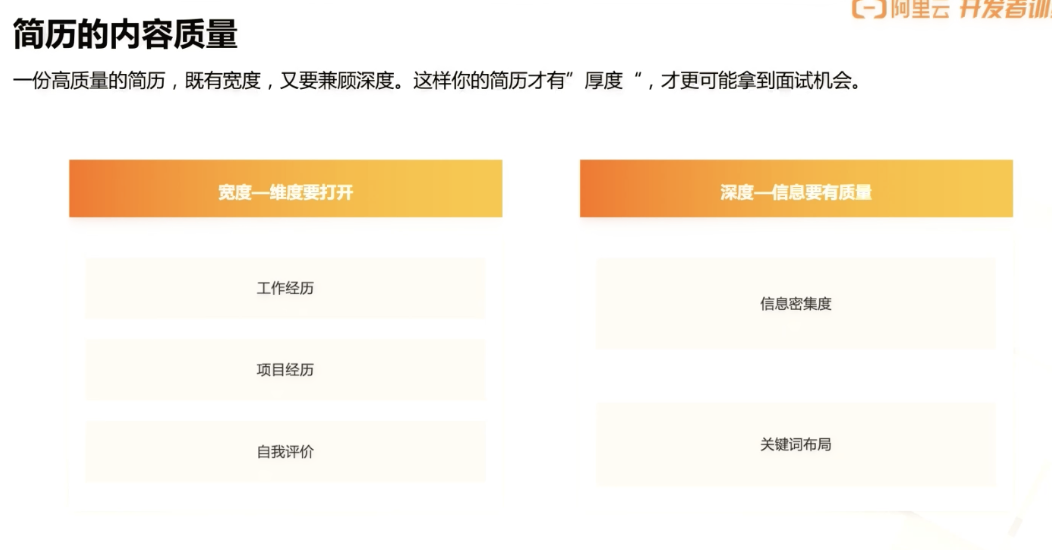 阿里云 开发者训
简历的内容质量
一份高质量的简历，既有宽度，又要兼顾深度。这样你的简历才有”厚度“，才更可能拿到面试机会。
宽度—维度要打开
工作经历
项目经历
自我评价
深度—信息要有质量
信息密集度
关键词布局